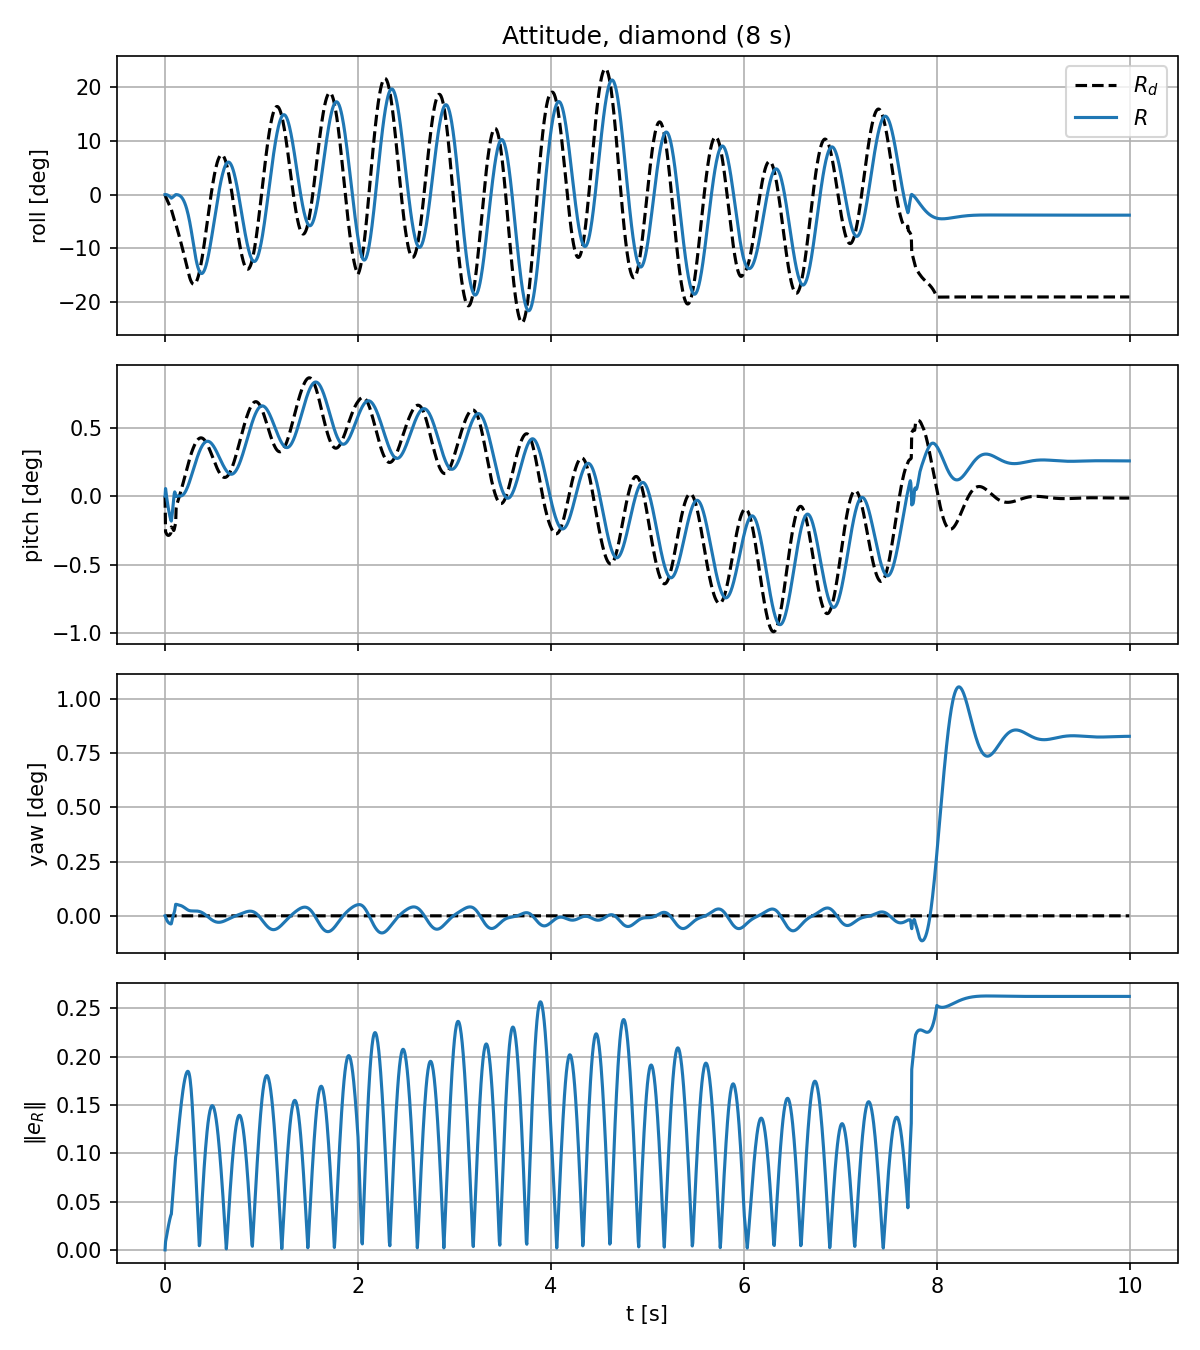 Attitude, diamond (8 s)
R_d
R
20
10
0
−10
−20
roll [deg]
0.5
0.0
−0.5
−1.0
pitch [deg]
1.00
0.75
0.50
0.25
0.00
yaw [deg]
0.25
0.20
0.15
0.10
0.05
0.00
‖e_R‖
0 2 4 6 8 10
t [s]